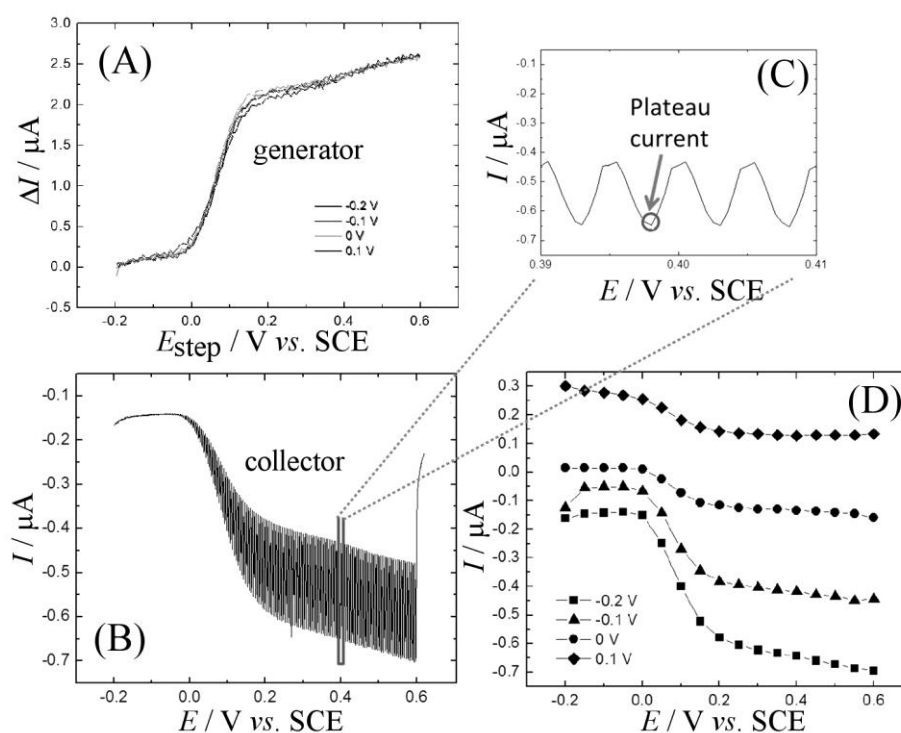 (A)
3.0
2.5
2.0
1.5
1.0
0.5
0.0
-0.5
ΔI / μA
generator
-0.2 V
-0.1 V
0 V
0.1 V
-0.2 0.0 0.2 0.4 0.6
Estep / V vs. SCE
(C)
-0.1
-0.2
-0.3
-0.4
-0.5
-0.6
-0.7
I / μA
Plateau
current
0.39 0.40 0.41
E / V vs. SCE
(B)
-0.1
-0.2
-0.3
-0.4
-0.5
-0.6
-0.7
I / μA
collector
-0.2 0.0 0.2 0.4 0.6
E / V vs. SCE
(D)
0.3
0.2
0.1
0.0
-0.1
-0.2
-0.3
-0.4
-0.5
-0.6
-0.7
I / μA
-0.2 V
-0.1 V
0 V
0.1 V
-0.2 0.0 0.2 0.4 0.6
E / V vs. SCE